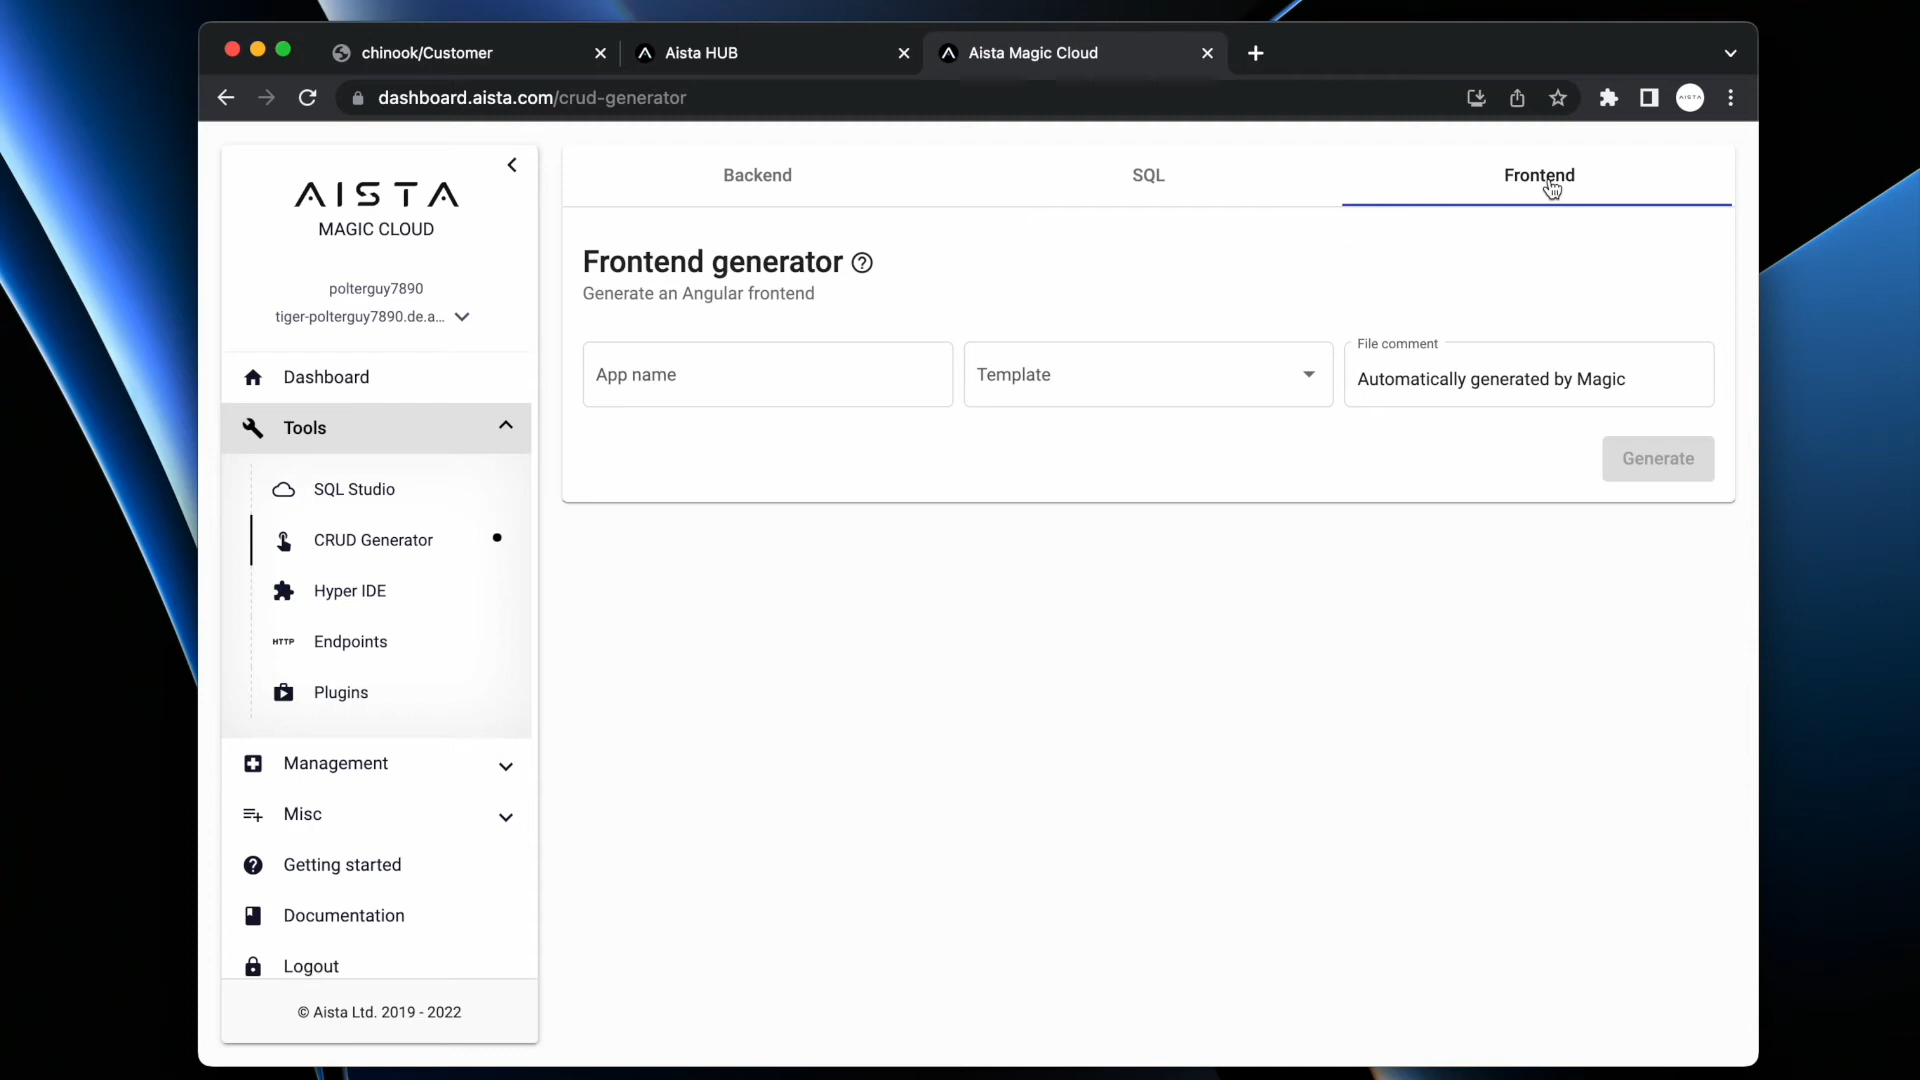 chinook/Customer
Aista HUB
Aista Magic Cloud
dashboard.aista.com/crud-generator
AISTA
AISTA
MAGIC CLOUD
polterguy7890
tiger-polterguy7890.de.a...
Dashboard
Tools
SQL Studio
CRUD Generator
Hyper IDE
HTTP Endpoints
Plugins
Management
Misc
Getting started
Documentation
Logout
© Aista Ltd. 2019 - 2022
Backend
SQL
Frontend
Frontend generator
Generate an Angular frontend
App name
Template
File comment
Automatically generated by Magic
Generate